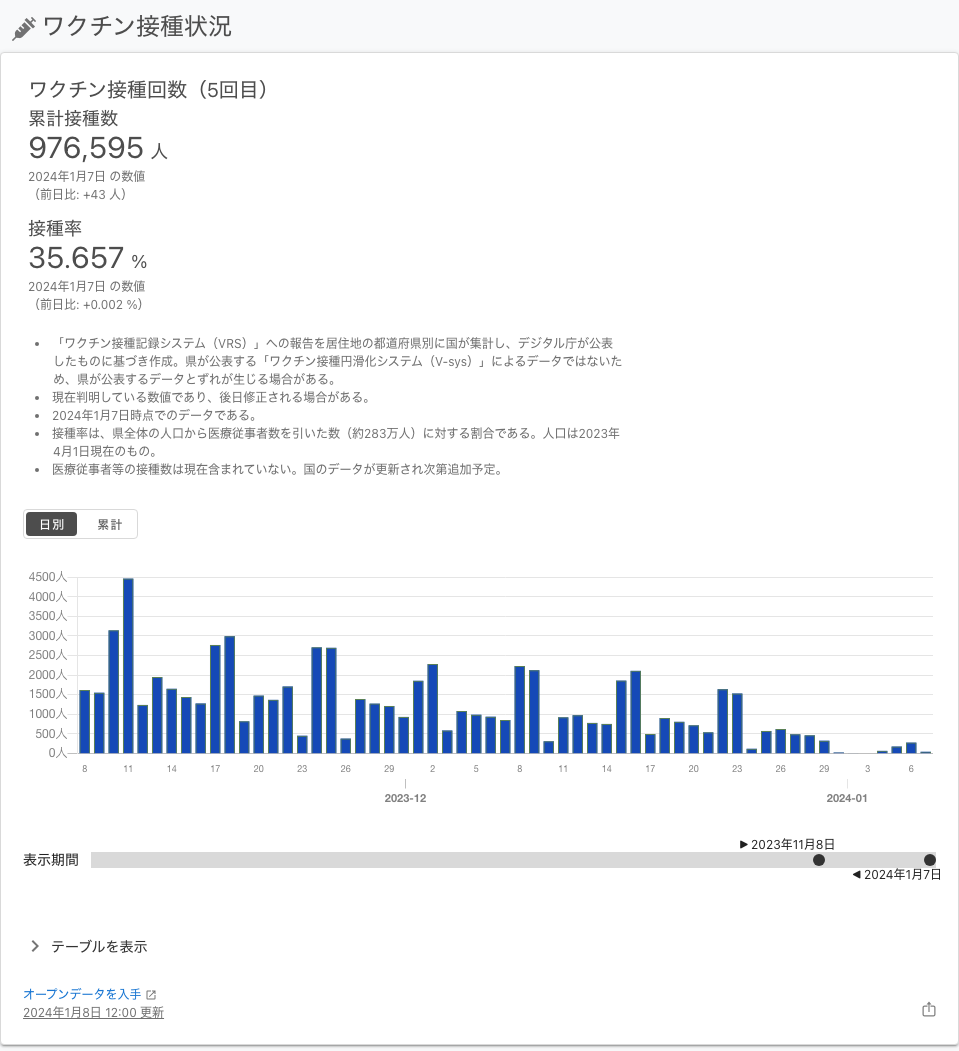 ワクチン接種状況
ワクチン接種回数（5回目）
累計接種数
976,595 人
2024年1月7日 の数値
（前日比: +43 人）
接種率
35.657 %
2024年1月7日 の数値
（前日比: +0.002 %）
• 「ワクチン接種記録システム（VRS）」への報告を居住地の都道府県別に国が集計し、デジタル庁が公表
したものに基づき作成。県が公表する「ワクチン接種円滑化システム（V-sys）」によるデータではないた
め、県が公表するデータとずれが生じる場合がある。
• 現在判明している数値であり、後日修正される場合がある。
• 2024年1月7日時点でのデータである。
• 接種率は、県全体の人口から医療従事者数を引いた数（約283万人）に対する割合である。人口は2023年
4月1日現在のもの。
• 医療従事者等の接種数は現在含まれていない。国のデータが更新され次第追加予定。
日別 累計
4500人
4000人
3500人
3000人
2500人
2000人
1500人
1000人
500人
0人
8 11 14 17 20 23 26 29 2 5 8 11 14 17 20 23 26 29 3 6
2023-12 2024-01
▶ 2023年11月8日
表示期間
◀ 2024年1月7日
テーブルを表示
オープンデータを入手
2024年1月8日 12:00 更新